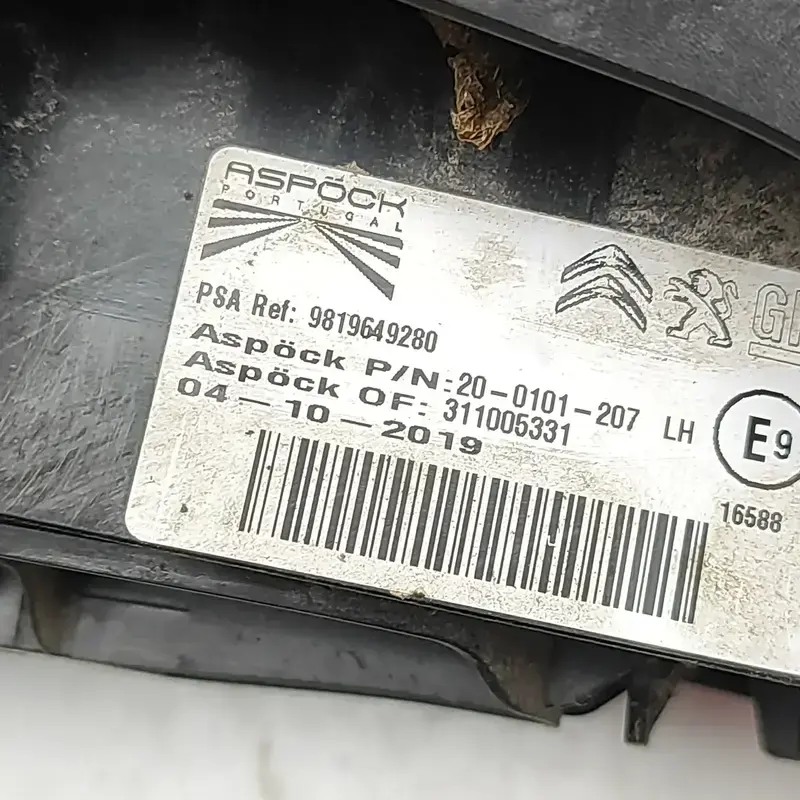 ASPÖCK
PORTUGAL
PSA Ref: 9819649280
Aspöck P/N: 20-0101-207 LH
Aspöck OF: 311005331
04-10-2019
E9
16588